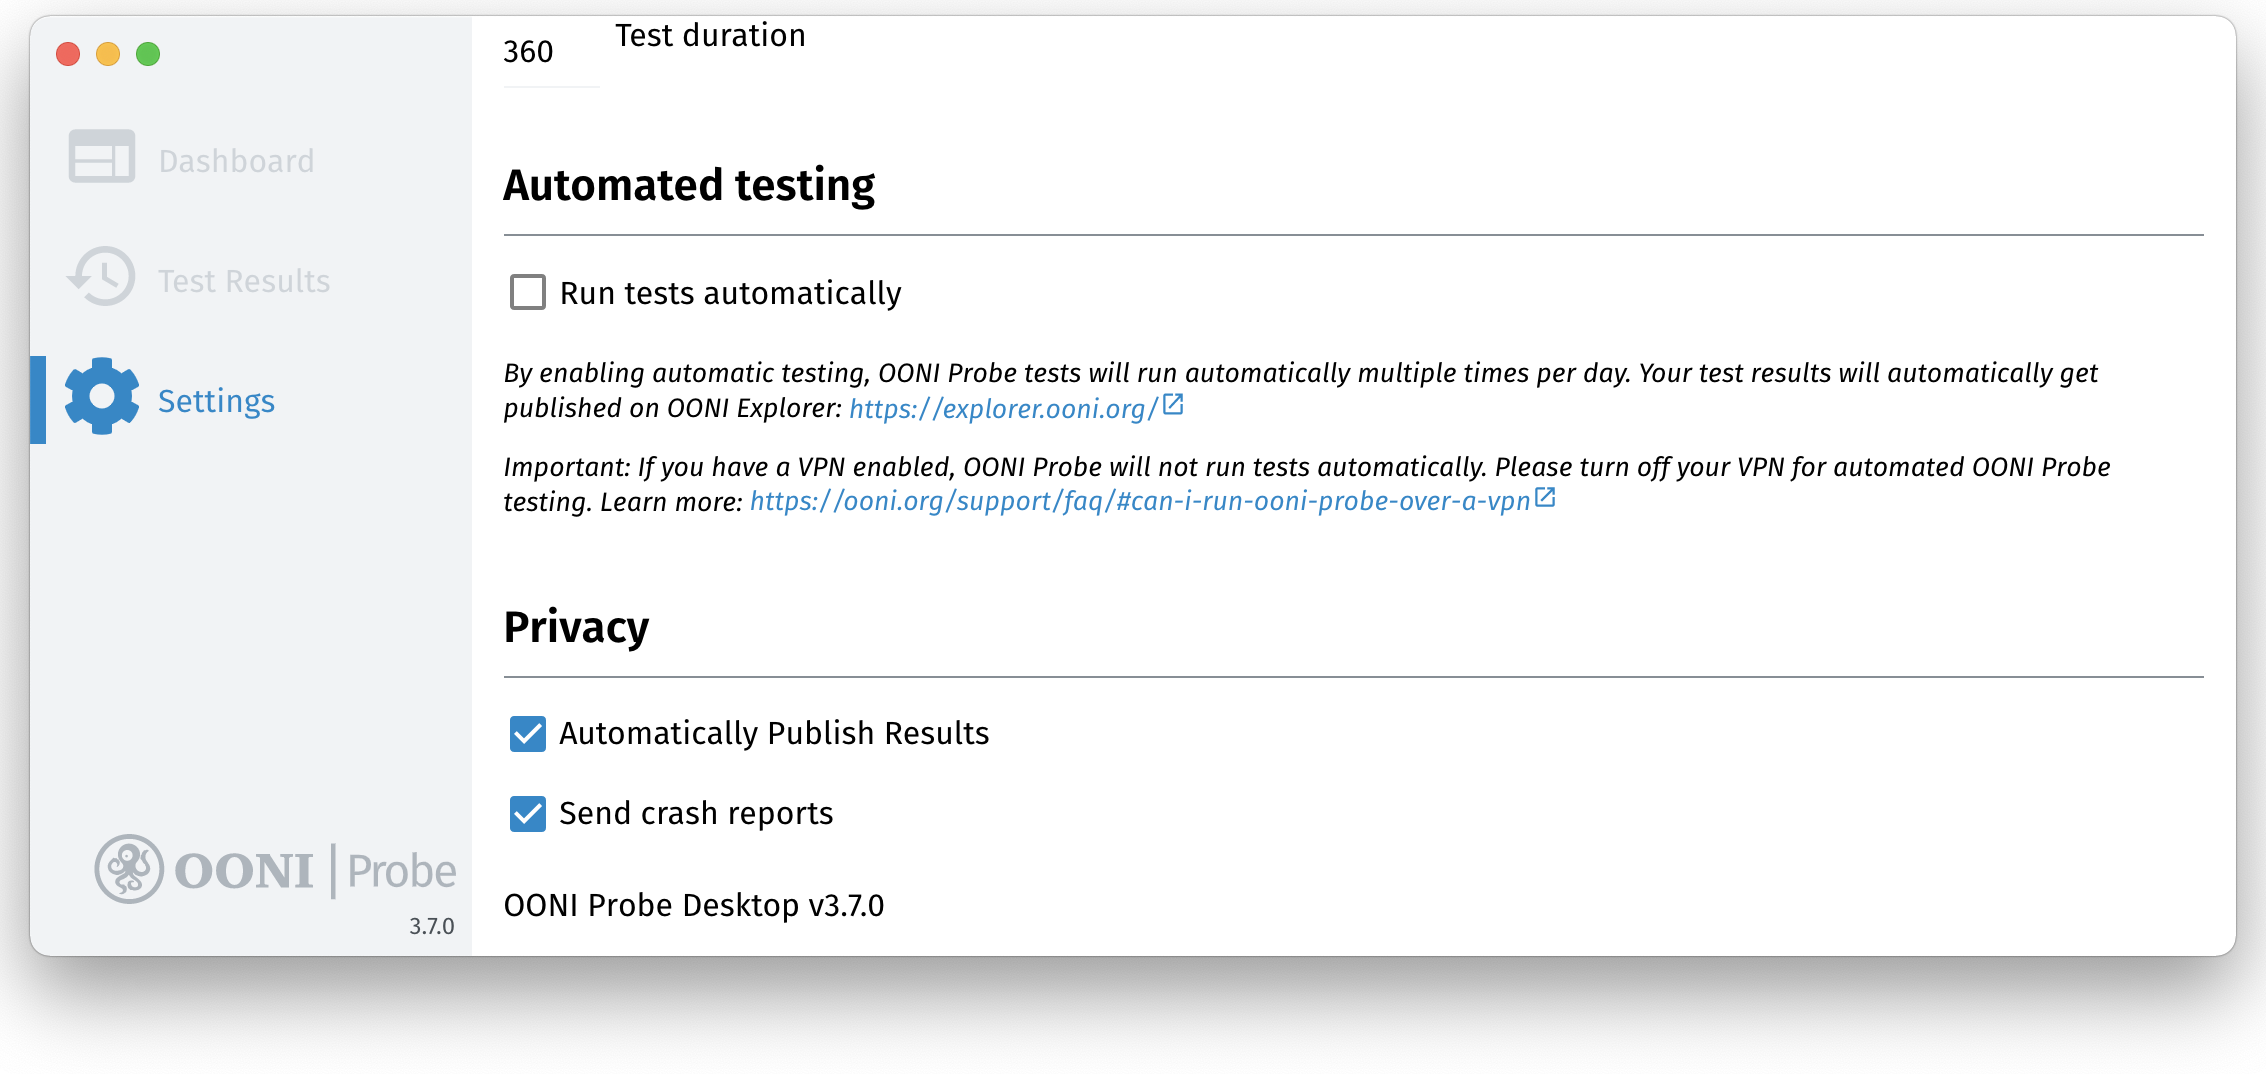 Test duration
360
Dashboard
Test Results
Settings
OONI Probe
3.7.0
Automated testing
Run tests automatically
By enabling automatic testing, OONI Probe tests will run automatically multiple times per day. Your test results will automatically get
published on OONI Explorer: https://explorer.ooni.org/
Important: If you have a VPN enabled, OONI Probe will not run tests automatically. Please turn off your VPN for automated OONI Probe
testing. Learn more: https://ooni.org/support/faq/#can-i-run-ooni-probe-over-a-vpn
Privacy
Automatically Publish Results
Send crash reports
OONI Probe Desktop v3.7.0